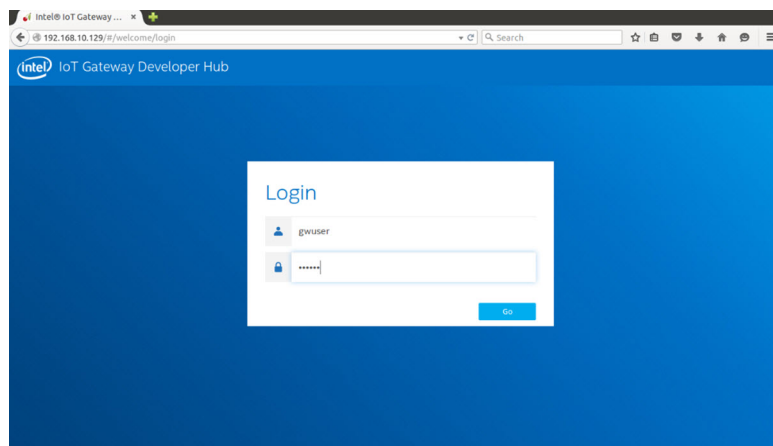 Intel® IoT Gateway ...
192.168.10.129/#/welcome/login
Search
intel IoT Gateway Developer Hub
Login
gwuser
••••••
Go